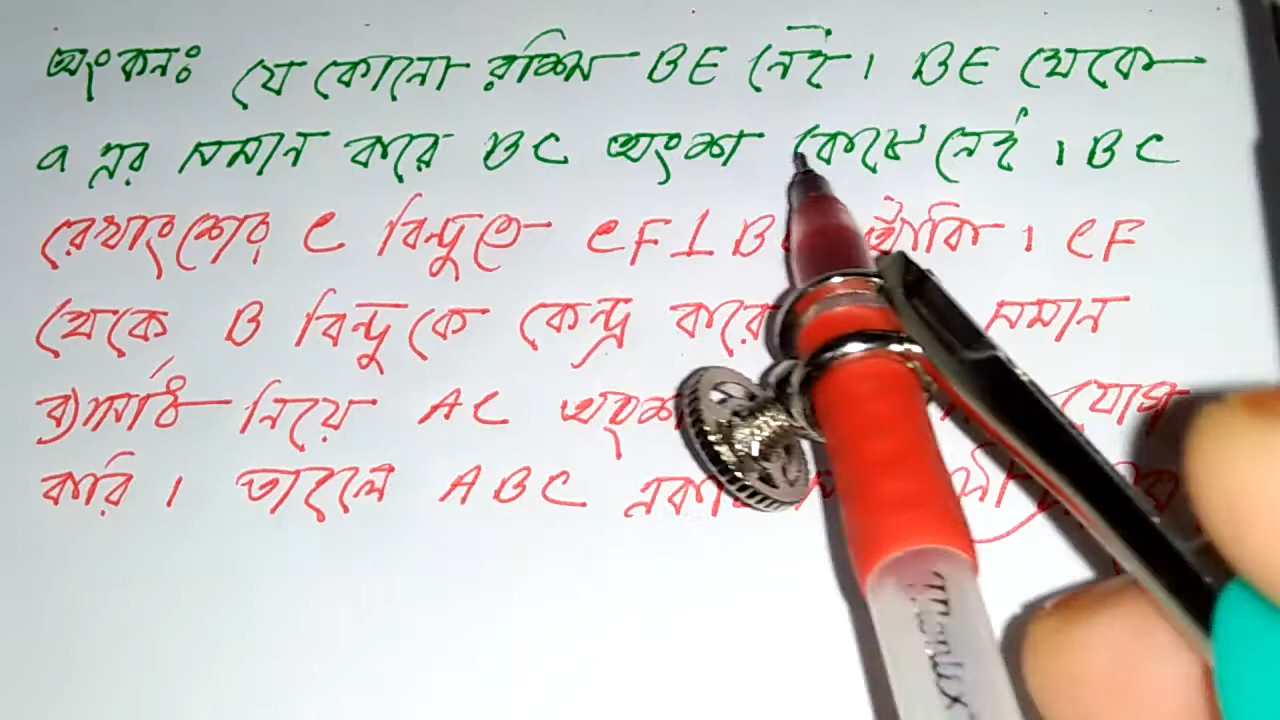 অংকনঃ যে কোনো রশ্মি BE নেই। BE থেকে
a এর সমান করে BC অংশ কেটে নেই। BC
রেখাংশের C বিন্দুতে CF⊥B আঁকি। CF
থেকে B বিন্দুকে কেন্দ্র করে সমান
ব্যাসার্ধ নিয়ে AC অংশ যোগ
করি। তাহলে ABC